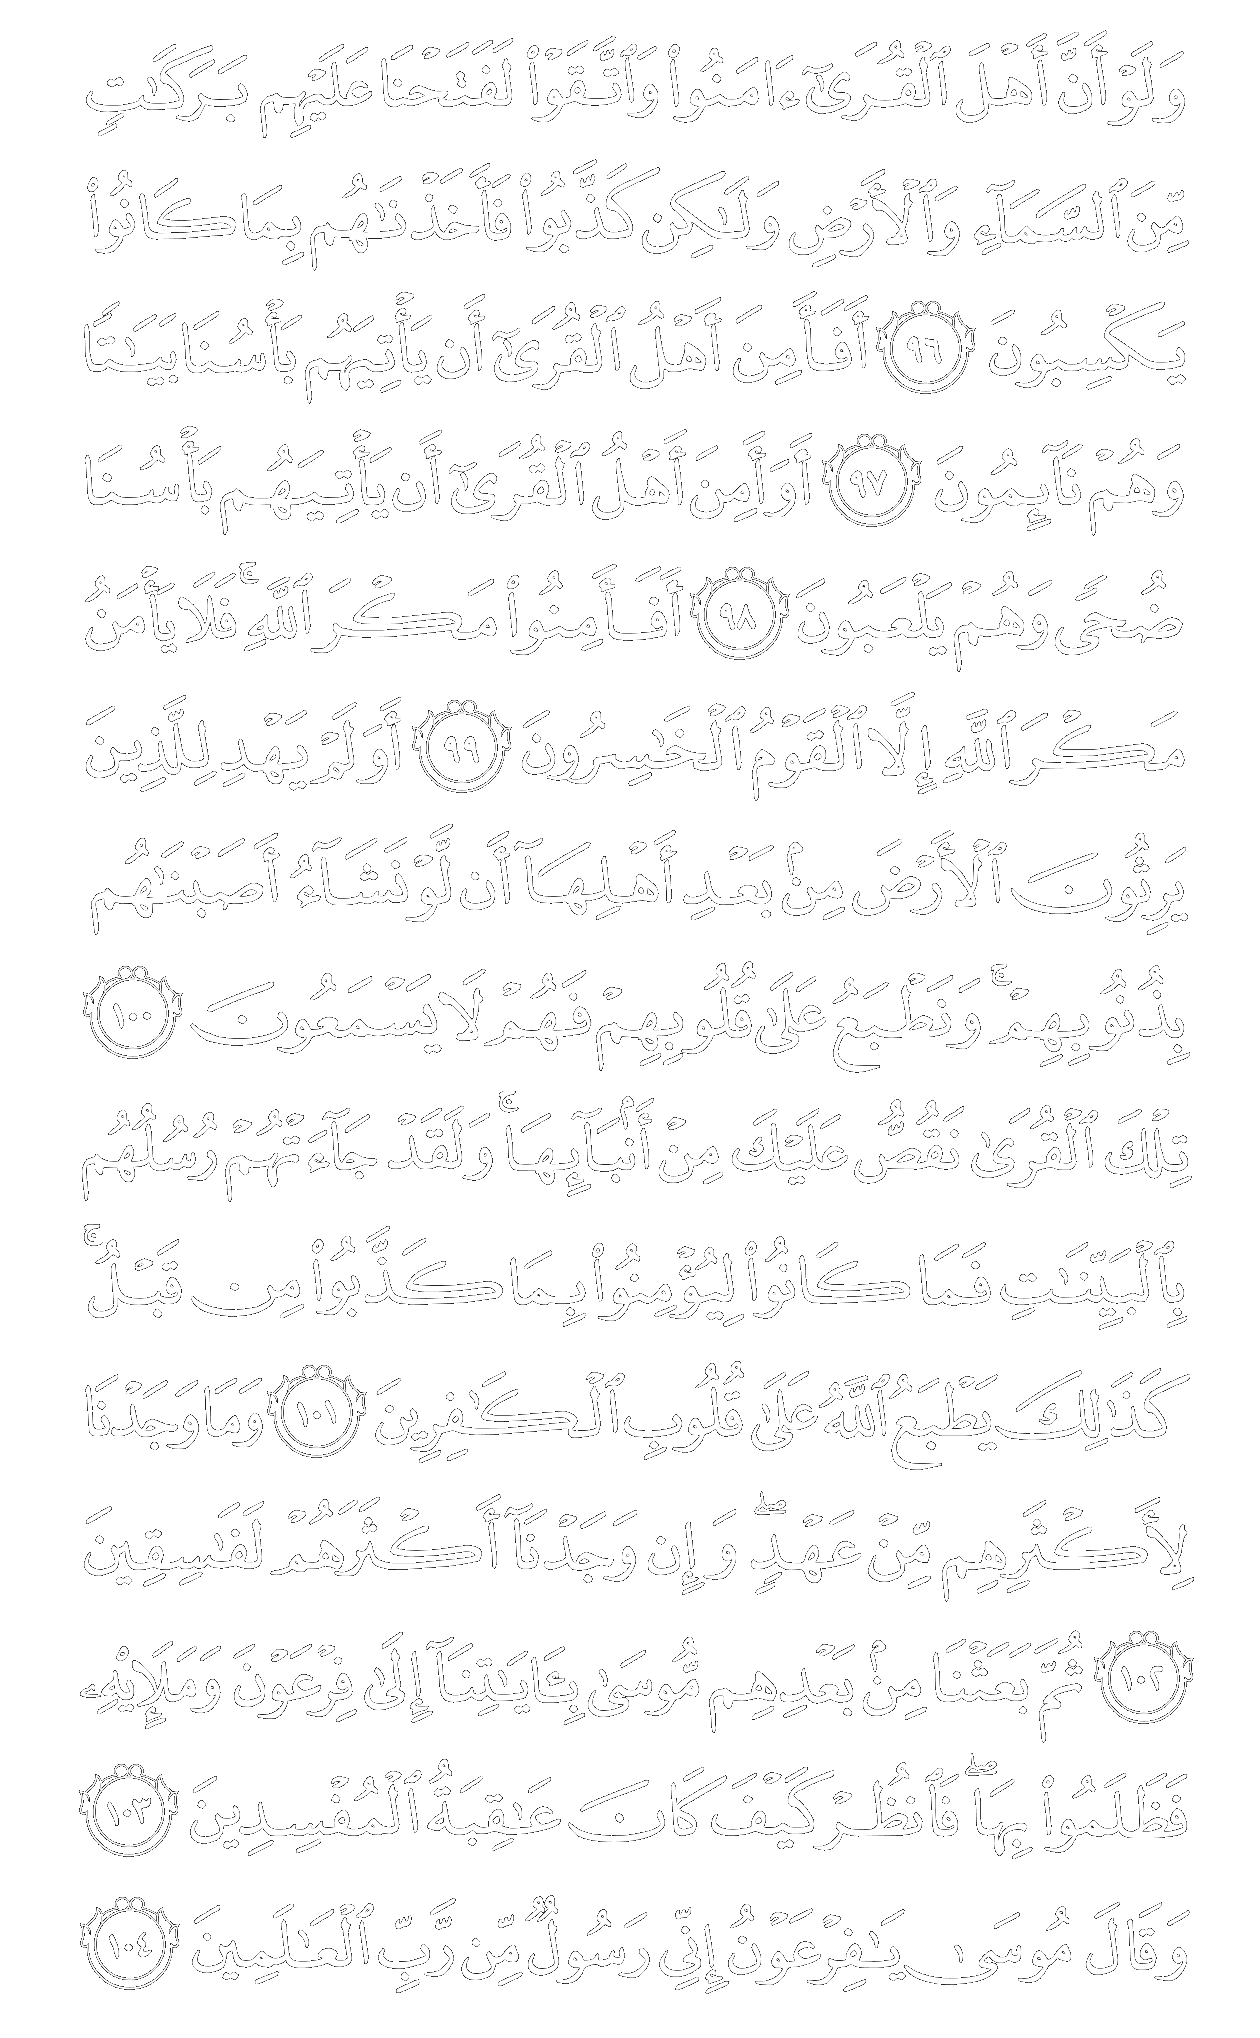 وَلَوْ أَنَّ أَهْلَ ٱلْقُرَىٰٓ ءَامَنُوا۟ وَٱتَّقَوْا۟ لَفَتَحْنَا عَلَيْهِم بَرَكَـٰتٍ
مِّنَ ٱلسَّمَآءِ وَٱلْأَرْضِ وَلَـٰكِن كَذَّبُوا۟ فَأَخَذْنَـٰهُم بِمَا كَانُوا۟
يَكْسِبُونَ ٩٦ أَفَأَمِنَ أَهْلُ ٱلْقُرَىٰٓ أَن يَأْتِيَهُم بَأْسُنَا بَيَـٰتًا
وَهُمْ نَآئِمُونَ ٩٧ أَوَأَمِنَ أَهْلُ ٱلْقُرَىٰٓ أَن يَأْتِيَهُم بَأْسُنَا
ضُحًى وَهُمْ يَلْعَبُونَ ٩٨ أَفَأَمِنُوا۟ مَكْرَ ٱللَّهِ ۚ فَلَا يَأْمَنُ
مَكْرَ ٱللَّهِ إِلَّا ٱلْقَوْمُ ٱلْخَـٰسِرُونَ ٩٩ أَوَلَمْ يَهْدِ لِلَّذِينَ
يَرِثُونَ ٱلْأَرْضَ مِنۢ بَعْدِ أَهْلِهَآ أَن لَّوْ نَشَآءُ أَصَبْنَـٰهُم
بِذُنُوبِهِمْ ۚ وَنَطْبَعُ عَلَىٰ قُلُوبِهِمْ فَهُمْ لَا يَسْمَعُونَ ١٠٠
تِلْكَ ٱلْقُرَىٰ نَقُصُّ عَلَيْكَ مِنْ أَنۢبَآئِهَا ۚ وَلَقَدْ جَآءَتْهُمْ رُسُلُهُم
بِٱلْبَيِّنَـٰتِ فَمَا كَانُوا۟ لِيُؤْمِنُوا۟ بِمَا كَذَّبُوا۟ مِن قَبْلُ ۚ
كَذَٰلِكَ يَطْبَعُ ٱللَّهُ عَلَىٰ قُلُوبِ ٱلْكَـٰفِرِينَ ١٠١ وَمَا وَجَدْنَا
لِأَكْثَرِهِم مِّنْ عَهْدٍ ۖ وَإِن وَجَدْنَآ أَكْثَرَهُمْ لَفَـٰسِقِينَ
١٠٢ ثُمَّ بَعَثْنَا مِنۢ بَعْدِهِم مُّوسَىٰ بِـَٔايَـٰتِنَآ إِلَىٰ فِرْعَوْنَ وَمَلَإِي۟هِۦ
فَظَلَمُوا۟ بِهَا ۖ فَٱنظُرْ كَيْفَ كَانَ عَـٰقِبَةُ ٱلْمُفْسِدِينَ ١٠٣
وَقَالَ مُوسَىٰ يَـٰفِرْعَوْنُ إِنِّى رَسُولٌ مِّن رَّبِّ ٱلْعَـٰلَمِينَ ١٠٤